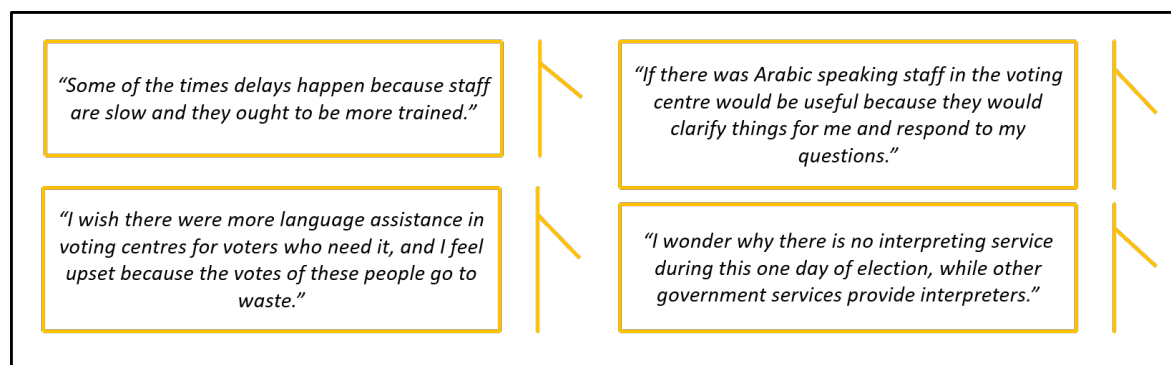 “Some of the times delays happen because staff
are slow and they ought to be more trained.”
“If there was Arabic speaking staff in the voting
centre would be useful because they would
clarify things for me and respond to my
questions.”
“I wish there were more language assistance in
voting centres for voters who need it, and I feel
upset because the votes of these people go to
waste.”
“I wonder why there is no interpreting service
during this one day of election, while other
government services provide interpreters.”